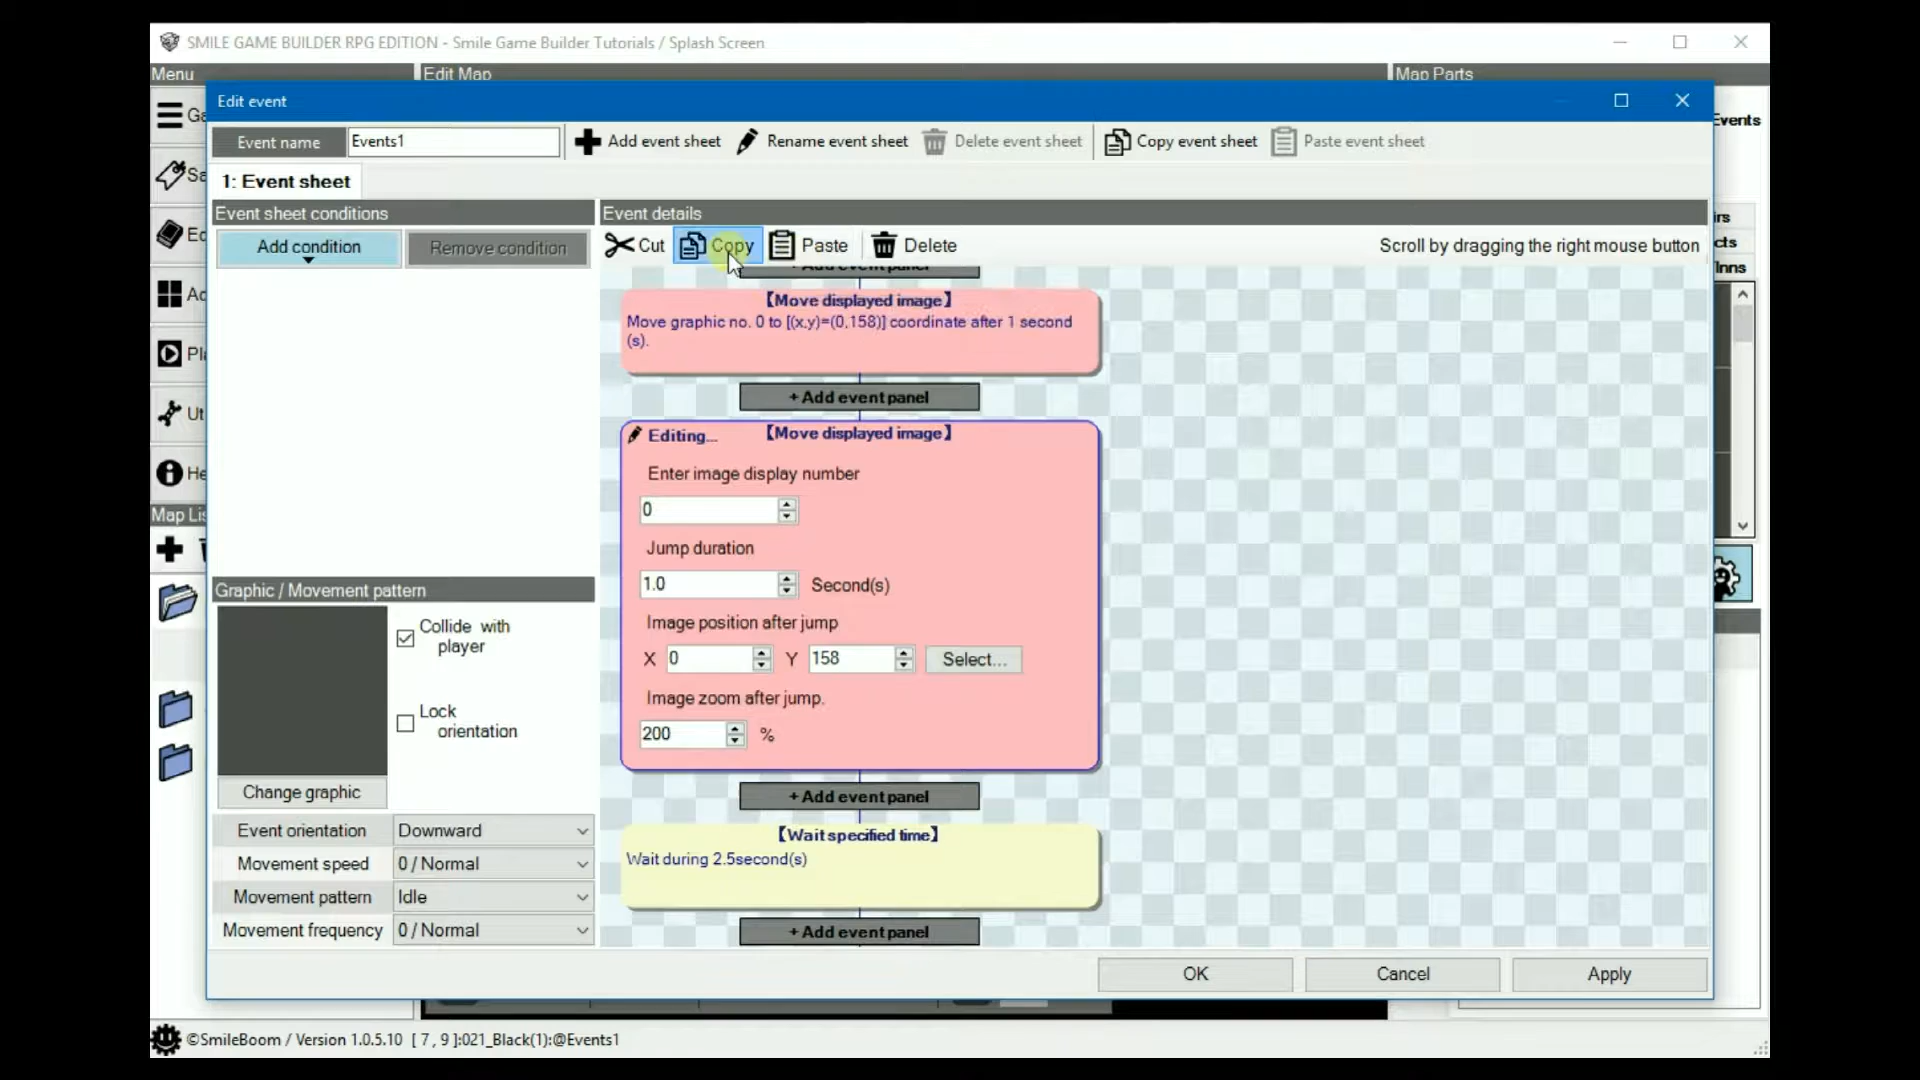 SMILE GAME BUILDER RPG EDITION - Smile Game Builder Tutorials / Splash Screen
Menu
Edit Map
Map Parts
Edit event
Event name
Events1
Add event sheet
Rename event sheet
Delete event sheet
Copy event sheet
Paste event sheet
Events
1: Event sheet
Event sheet conditions
Event details
Add condition
Remove condition
Cut
Copy
Paste
Delete
Scroll by dragging the right mouse button
+ Add event panel
【Move displayed image】
Move graphic no. 0 to [(x,y)=(0,158)] coordinate after 1 second
(s).
+ Add event panel
Editing...
【Move displayed image】
Enter image display number
0
Jump duration
1.0
Second(s)
Image position after jump
X
0
Y
158
Select...
Image zoom after jump.
200
%
+ Add event panel
【Wait specified time】
Wait during 2.5second(s)
+ Add event panel
Graphic / Movement pattern
Collide with
player
Lock
orientation
Change graphic
Event orientation
Downward
Movement speed
0 / Normal
Movement pattern
Idle
Movement frequency
0 / Normal
OK
Cancel
Apply
©SmileBoom / Version 1.0.5.10 [ 7 , 9 ]:021_Black(1):@Events1